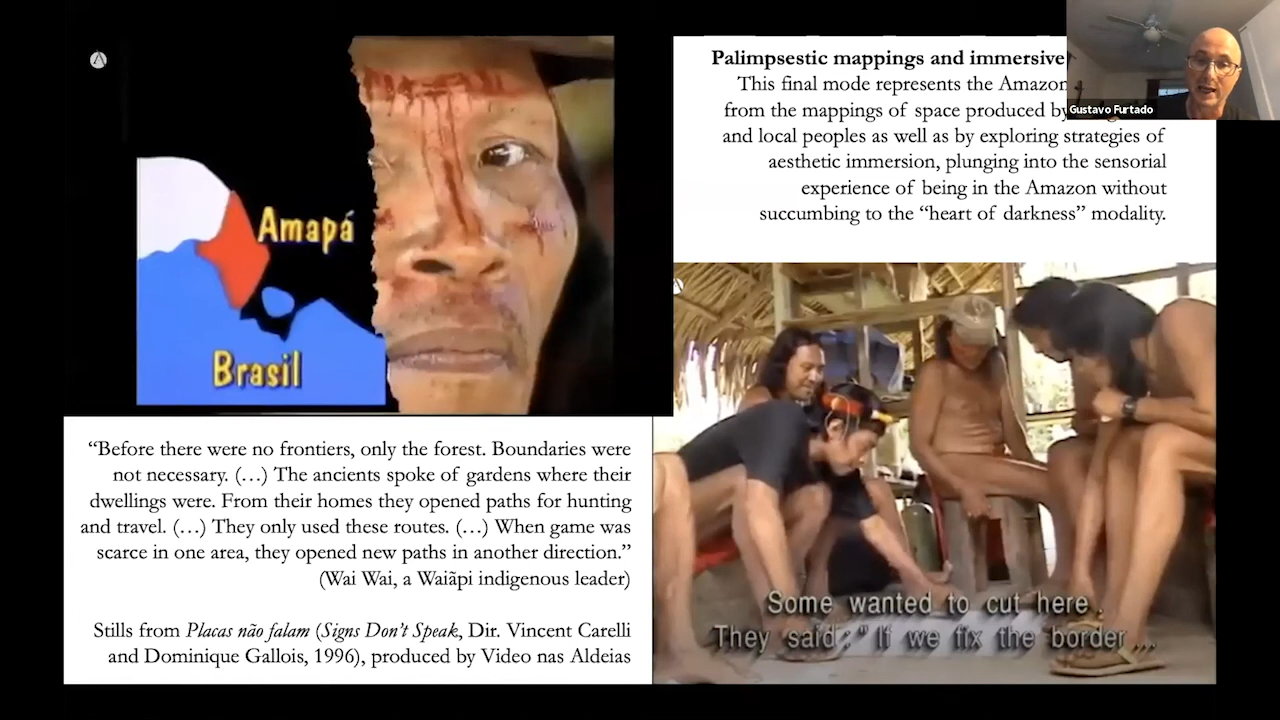 Amapá
Brasil
“Before there were no frontiers, only the forest. Boundaries were
not necessary. (…) The ancients spoke of gardens where their
dwellings were. From their homes they opened paths for hunting
and travel. (…) They only used these routes. (…) When game was
scarce in one area, they opened new paths in another direction.”
(Wai Wai, a Waiãpi indigenous leader)
Stills from Placas não falam (Signs Don’t Speak, Dir. Vincent Carelli
and Dominique Gallois, 1996), produced by Video nas Aldeias
Palimpsestic mappings and immersive
This final mode represents the Amazon
from the mappings of space produced by
and local peoples as well as by exploring strategies of
aesthetic immersion, plunging into the sensorial
experience of being in the Amazon without
succumbing to the “heart of darkness” modality.
Gustavo Furtado
Some wanted to cut here.
They said:"If we fix the border...